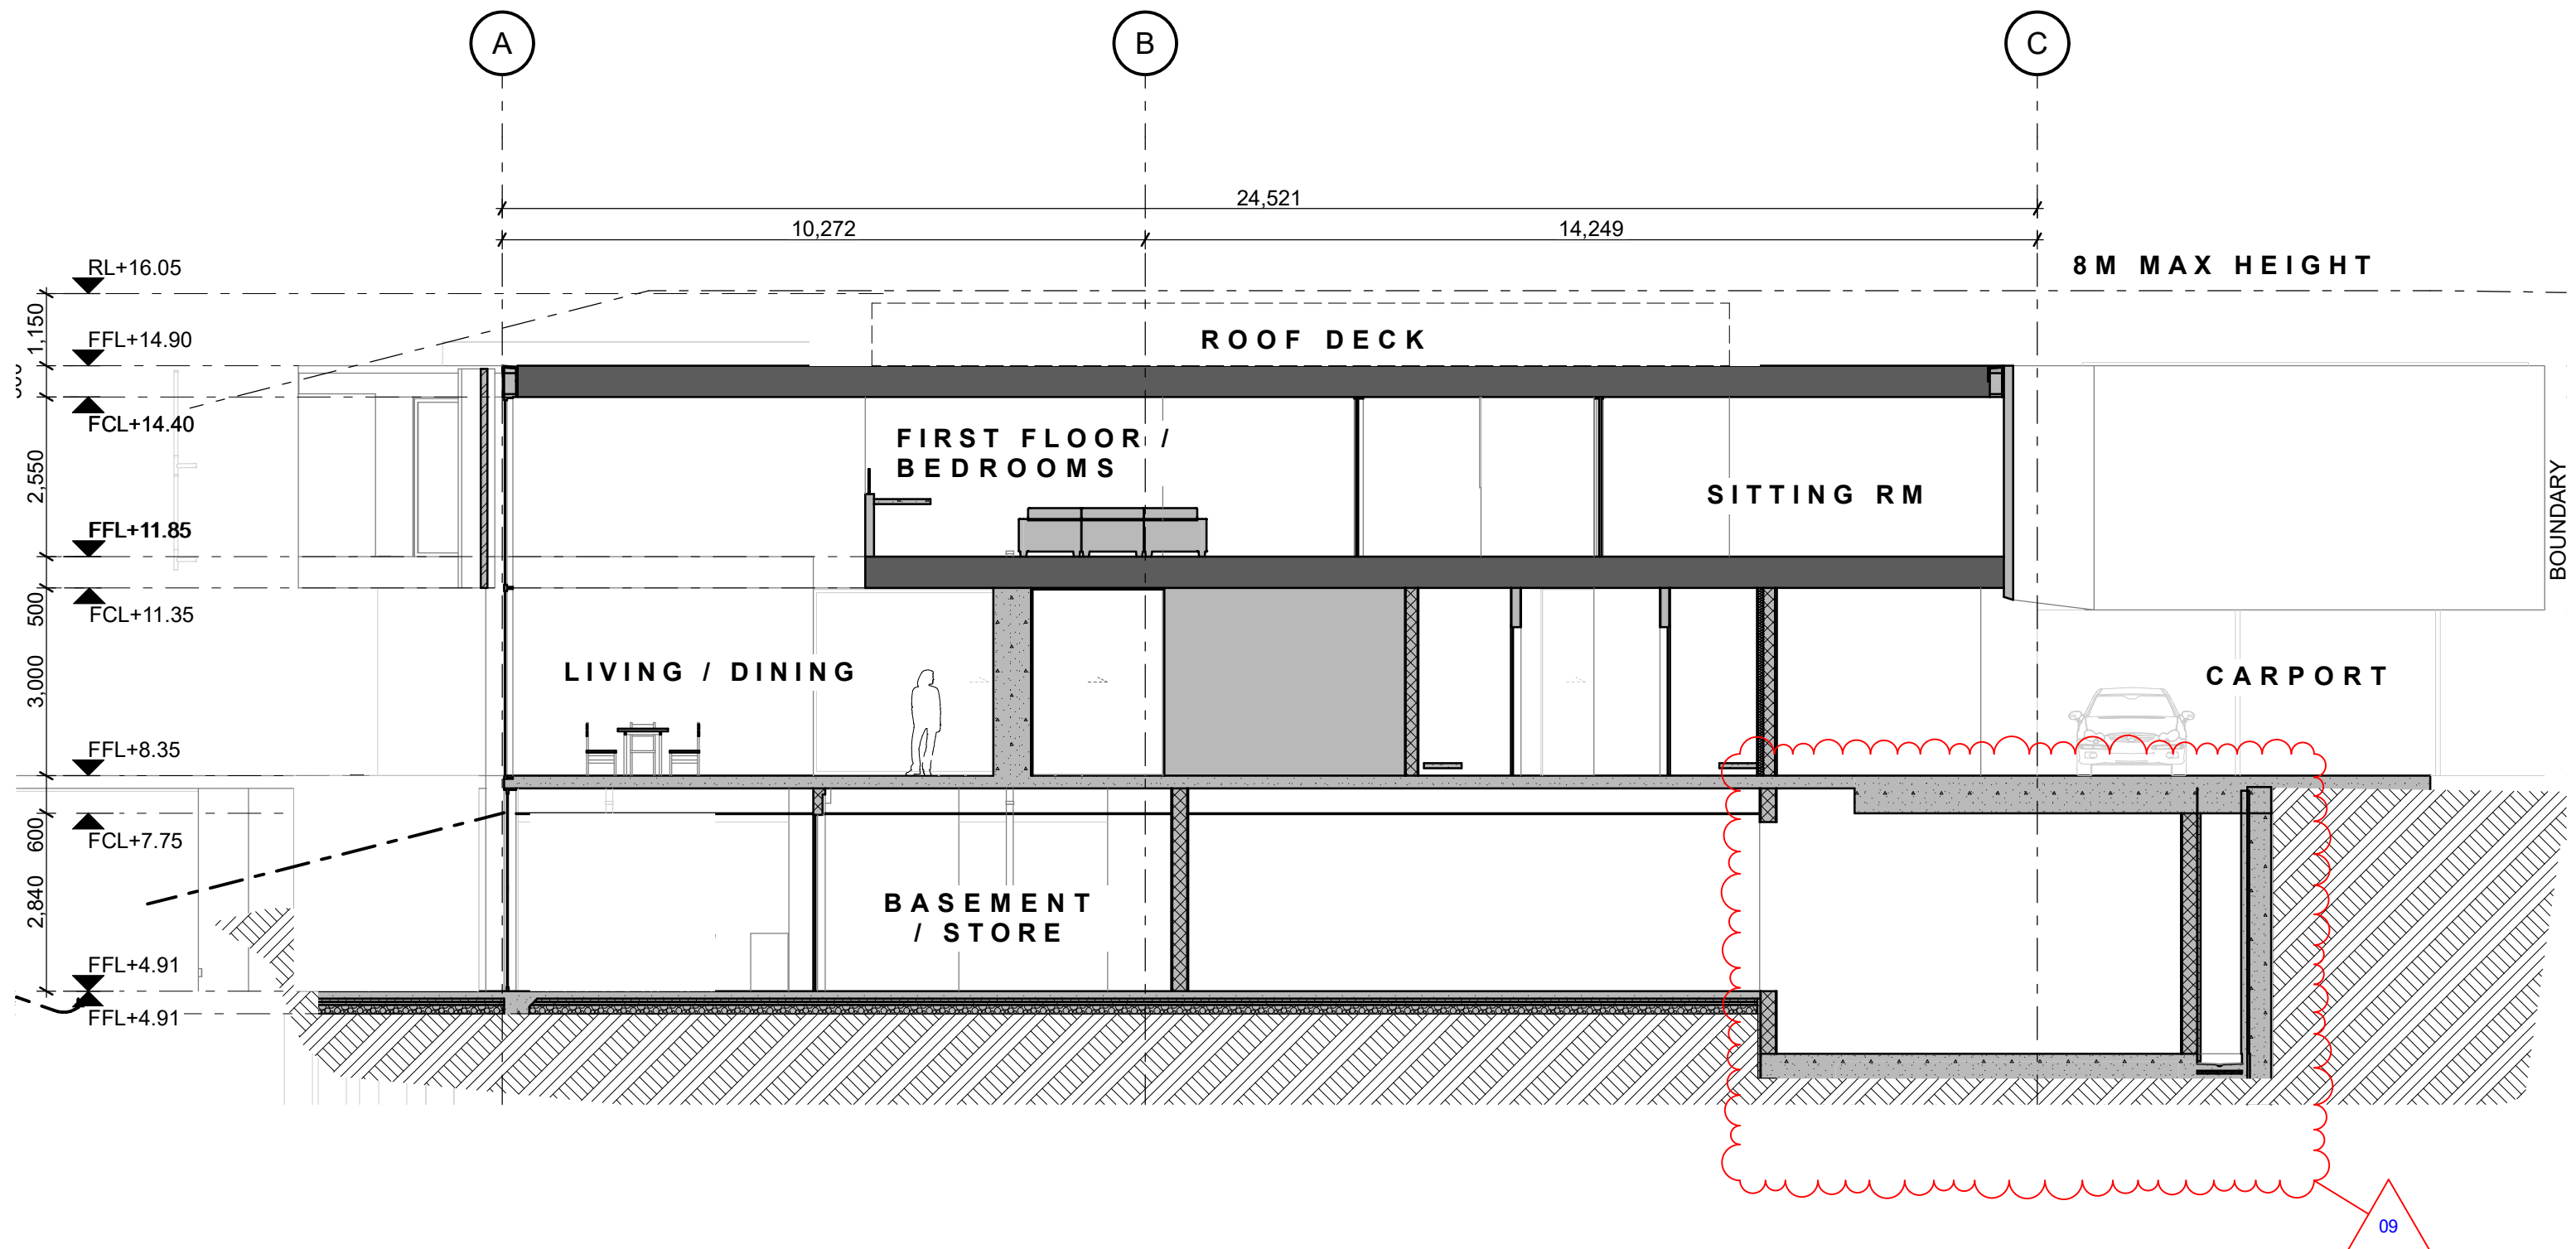 A
B
C
24,521
10,272
14,249
8M MAX HEIGHT
RL+16.05
1,150
FFL+14.90
ROOF DECK
FCL+14.40
FIRST FLOOR /
BEDROOMS
2,550
SITTING RM
BOUNDARY
FFL+11.85
500
FCL+11.35
3,000
LIVING / DINING
CARPORT
FFL+8.35
600
FCL+7.75
2,840
BASEMENT
/ STORE
FFL+4.91
FFL+4.91
09